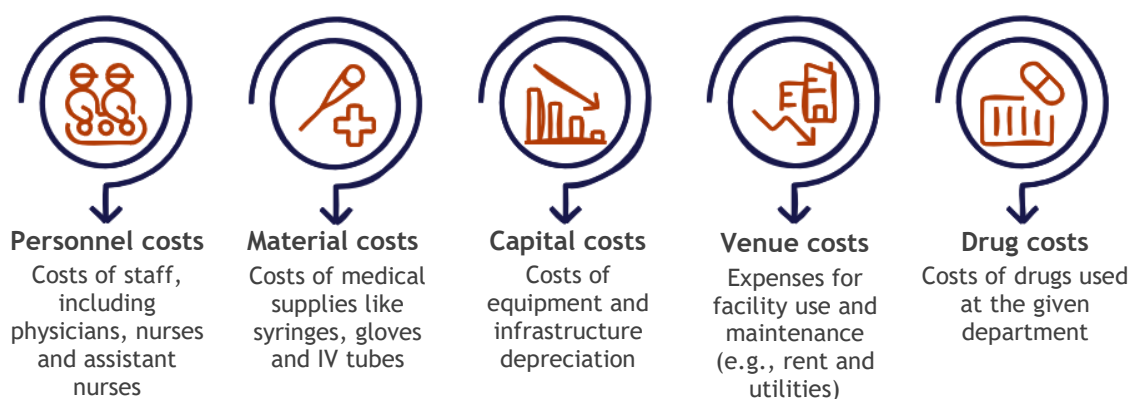 Personnel costs
Costs of staff,
including
physicians, nurses
and assistant
nurses
Material costs
Costs of medical
supplies like
syringes, gloves
and IV tubes
Capital costs
Costs of
equipment and
infrastructure
depreciation
Venue costs
Expenses for
facility use and
maintenance
(e.g., rent and
utilities)
Drug costs
Costs of drugs used
at the given
department